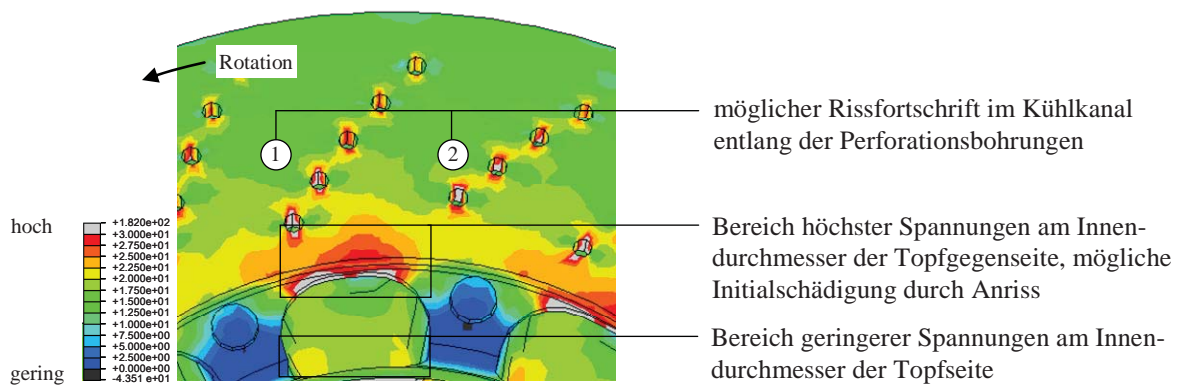 Rotation
möglicher Rissfortschrift im Kühlkanal
entlang der Perforationsbohrungen
1
2
Bereich höchster Spannungen am Innen-
durchmesser der Topfgegenseite, mögliche
Initialschädigung durch Anriss
Bereich geringerer Spannungen am Innen-
durchmesser der Topfseite
hoch
+1.820e+02
+3.000e+01
+2.750e+01
+2.500e+01
+2.250e+01
+2.000e+01
+1.750e+01
+1.500e+01
+1.250e+01
+1.000e+01
+7.500e+00
+5.000e+00
+2.500e+00
+0.000e+00
-4.351 e+01
gering